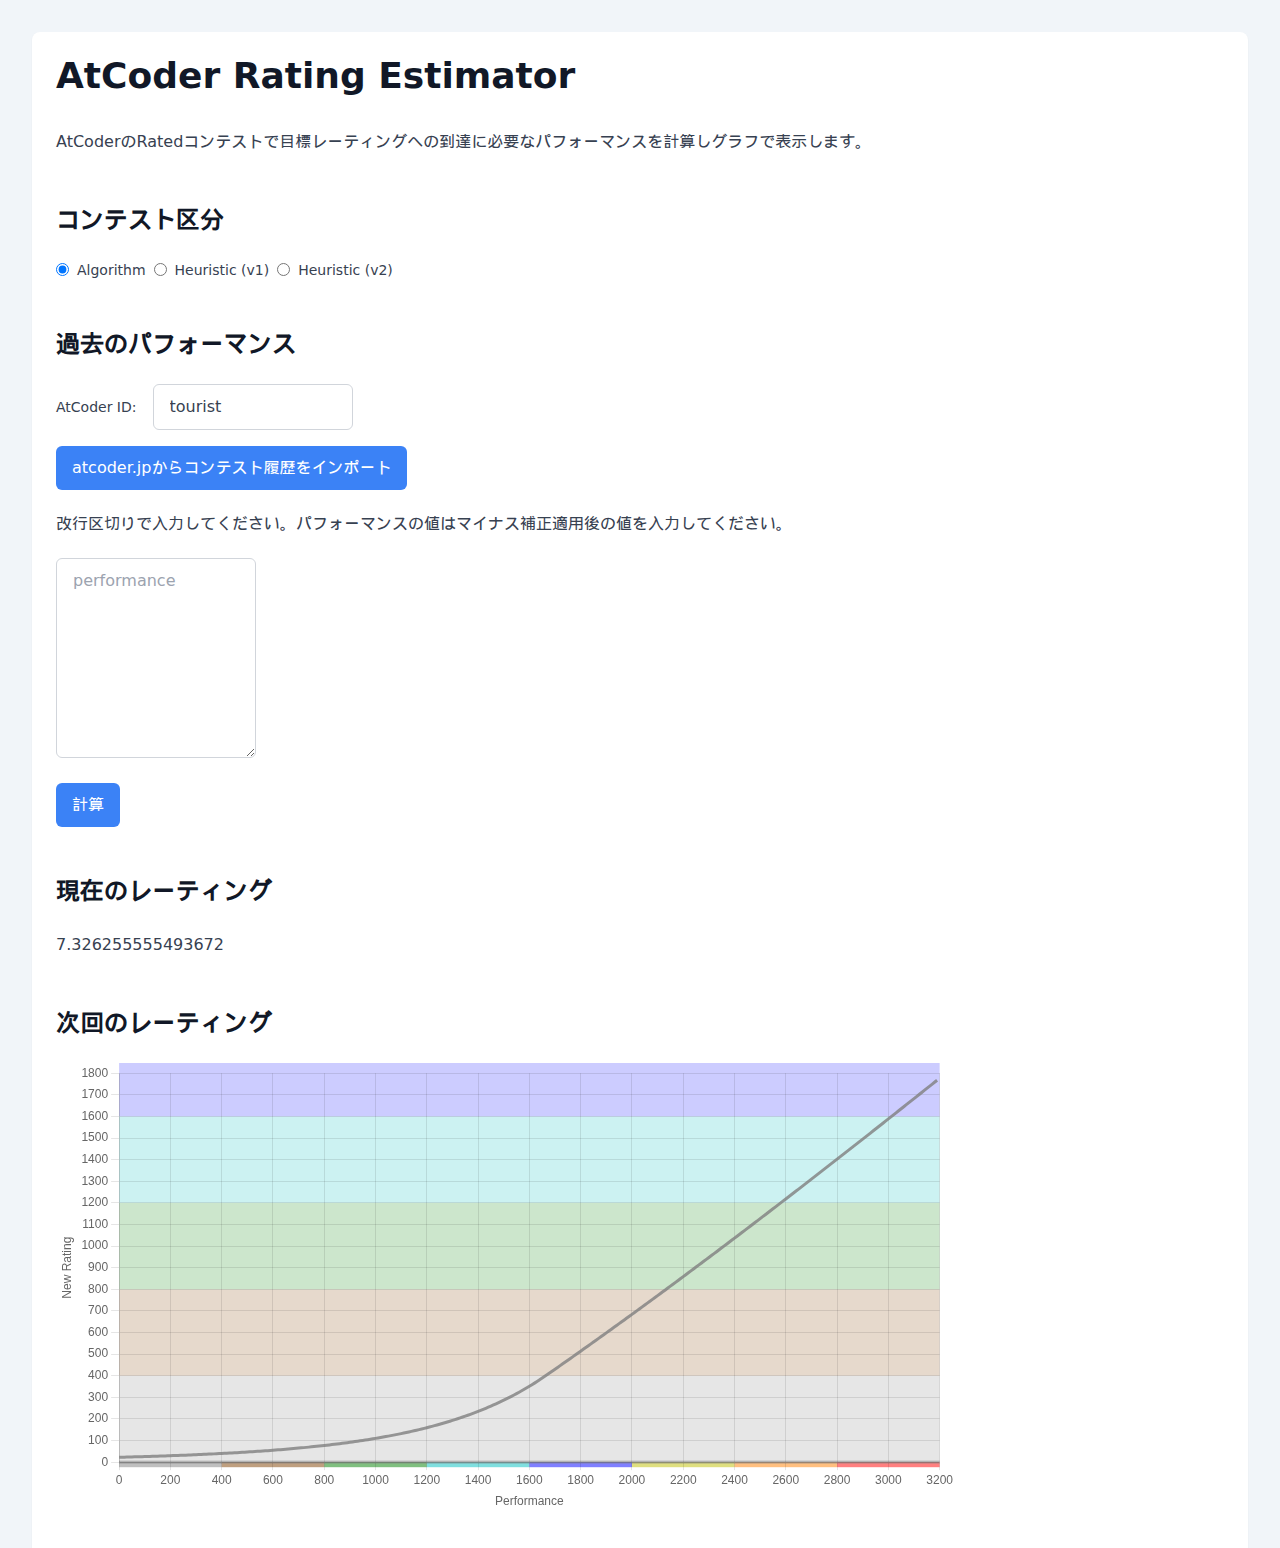 AtCoder Rating Estimator
AtCoderのRatedコンテストで目標レーティングへの到達に必要なパフォーマンスを計算しグラフで表示します。
コンテスト区分
Algorithm Heuristic (v1) Heuristic (v2)
過去のパフォーマンス
AtCoder ID: tourist
atcoder.jpからコンテスト履歴をインポート
改行区切りで入力してください。パフォーマンスの値はマイナス補正適用後の値を入力してください。
performance
計算
現在のレーティング
7.326255555493672
次回のレーティング
1800
1700
1600
1500
1400
1300
1200
1100
1000
900
800
700
600
500
400
300
200
100
0
New Rating
0 200 400 600 800 1000 1200 1400 1600 1800 2000 2200 2400 2600 2800 3000 3200
Performance